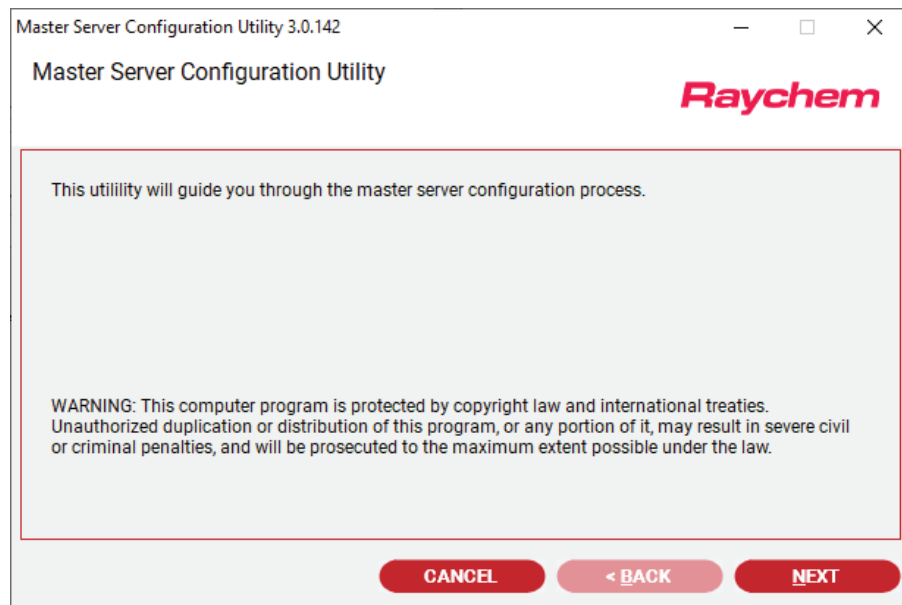 Master Server Configuration Utility 3.0.142
Master Server Configuration Utility
Raychem
This utilility will guide you through the master server configuration process.
WARNING: This computer program is protected by copyright law and international treaties.
Unauthorized duplication or distribution of this program, or any portion of it, may result in severe civil
or criminal penalties, and will be prosecuted to the maximum extent possible under the law.
CANCEL
< BACK
NEXT